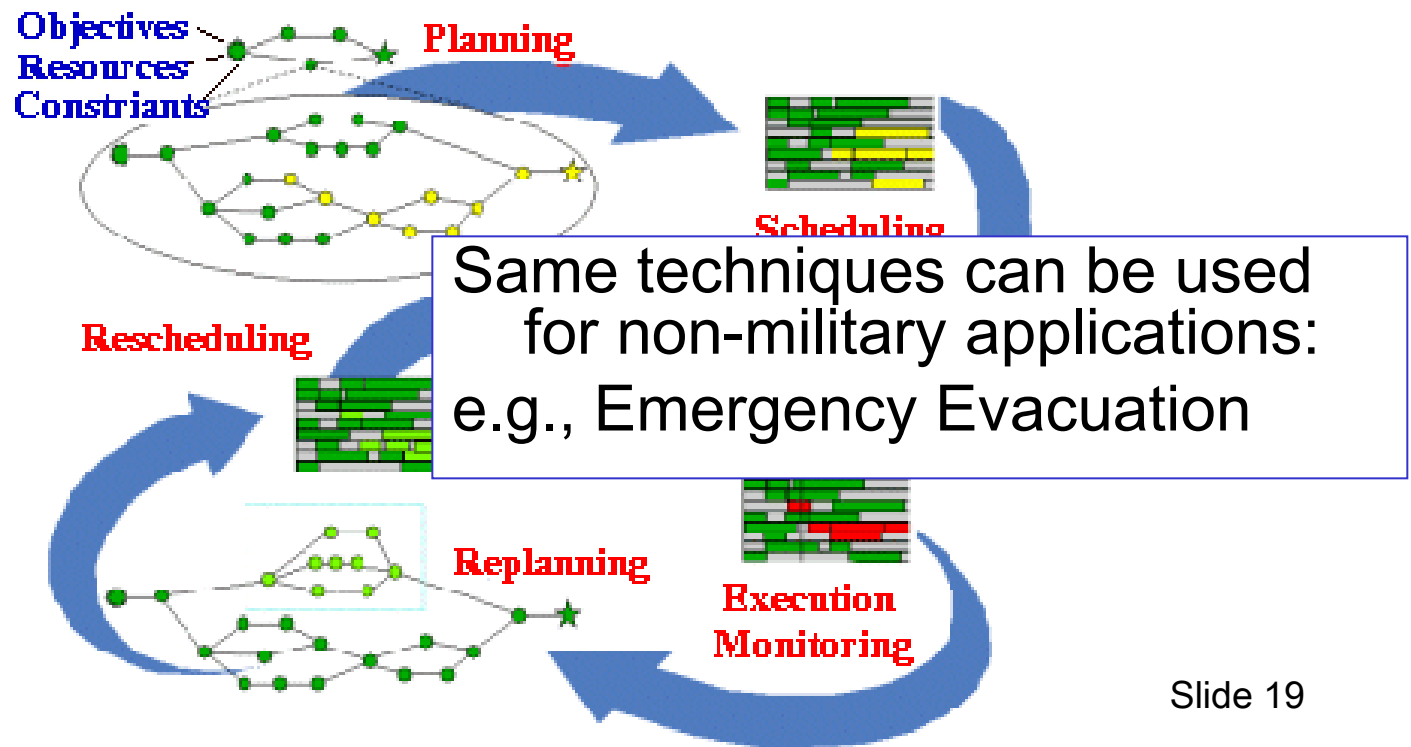 Objectives
Resources
Constriants
Planning
Scheduling
Same techniques can be used
for non-military applications:
e.g., Emergency Evacuation
Rescheduling
Replanning
Execution
Monitoring
Slide 19